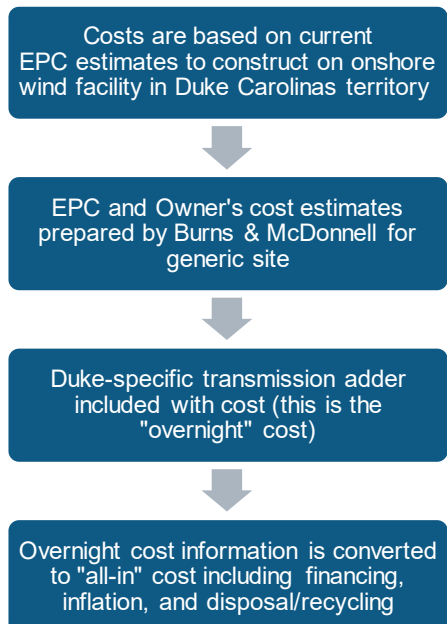 Costs are based on current
EPC estimates to construct on onshore
wind facility in Duke Carolinas territory
EPC and Owner's cost estimates
prepared by Burns & McDonnell for
generic site
Duke-specific transmission adder
included with cost (this is the
"overnight" cost)
Overnight cost information is converted
to "all-in" cost including financing,
inflation, and disposal/recycling